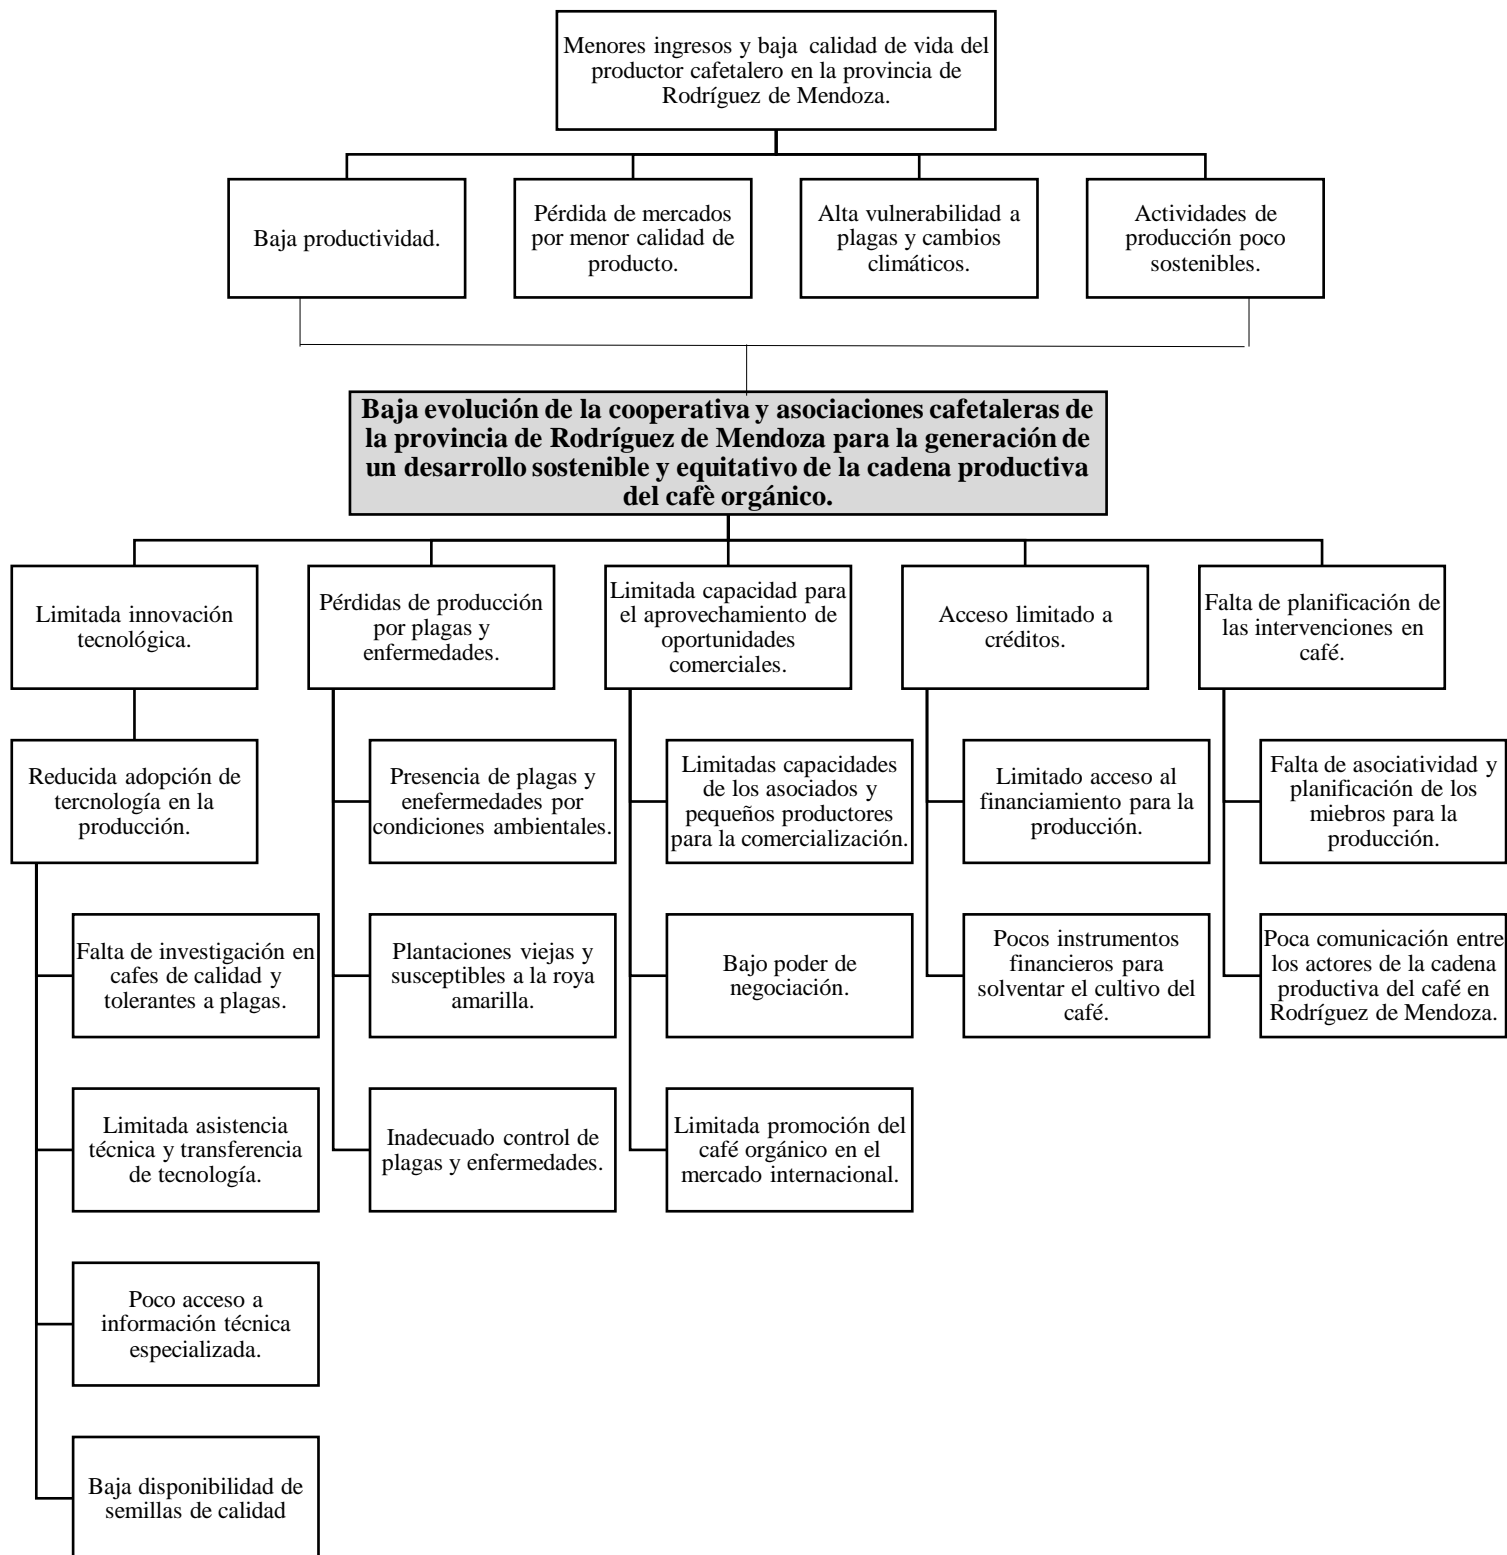 Menores ingresos y baja calidad de vida del
productor cafetalero en la provincia de
Rodríguez de Mendoza.
Baja productividad.
Pérdida de mercados
por menor calidad de
producto.
Alta vulnerabilidad a
plagas y cambios
climáticos.
Actividades de
producción poco
sostenibles.
Baja evolución de la cooperativa y asociaciones cafetaleras de
la provincia de Rodríguez de Mendoza para la generación de
un desarrollo sostenible y equitativo de la cadena productiva
del cafè orgánico.
Limitada innovación
tecnológica.
Pérdidas de producción
por plagas y
enfermedades.
Limitada capacidad para
el aprovechamiento de
oportunidades
comerciales.
Acceso limitado a
créditos.
Falta de planificación de
las intervenciones en
café.
Reducida adopción de
tercnología en la
producción.
Presencia de plagas y
enefermedades por
condiciones ambientales.
Limitadas capacidades
de los asociados y
pequeños productores
para la comercialización.
Limitado acceso al
financiamiento para la
producción.
Falta de asociatividad y
planificación de los
miebros para la
producción.
Falta de investigación en
cafes de calidad y
tolerantes a plagas.
Plantaciones viejas y
susceptibles a la roya
amarilla.
Bajo poder de
negociación.
Pocos instrumentos
financieros para
solventar el cultivo del
café.
Poca comunicación entre
los actores de la cadena
productiva del café en
Rodríguez de Mendoza.
Limitada asistencia
técnica y transferencia
de tecnología.
Inadecuado control de
plagas y enfermedades.
Limitada promoción del
café orgánico en el
mercado internacional.
Poco acceso a
información técnica
especializada.
Baja disponibilidad de
semillas de calidad